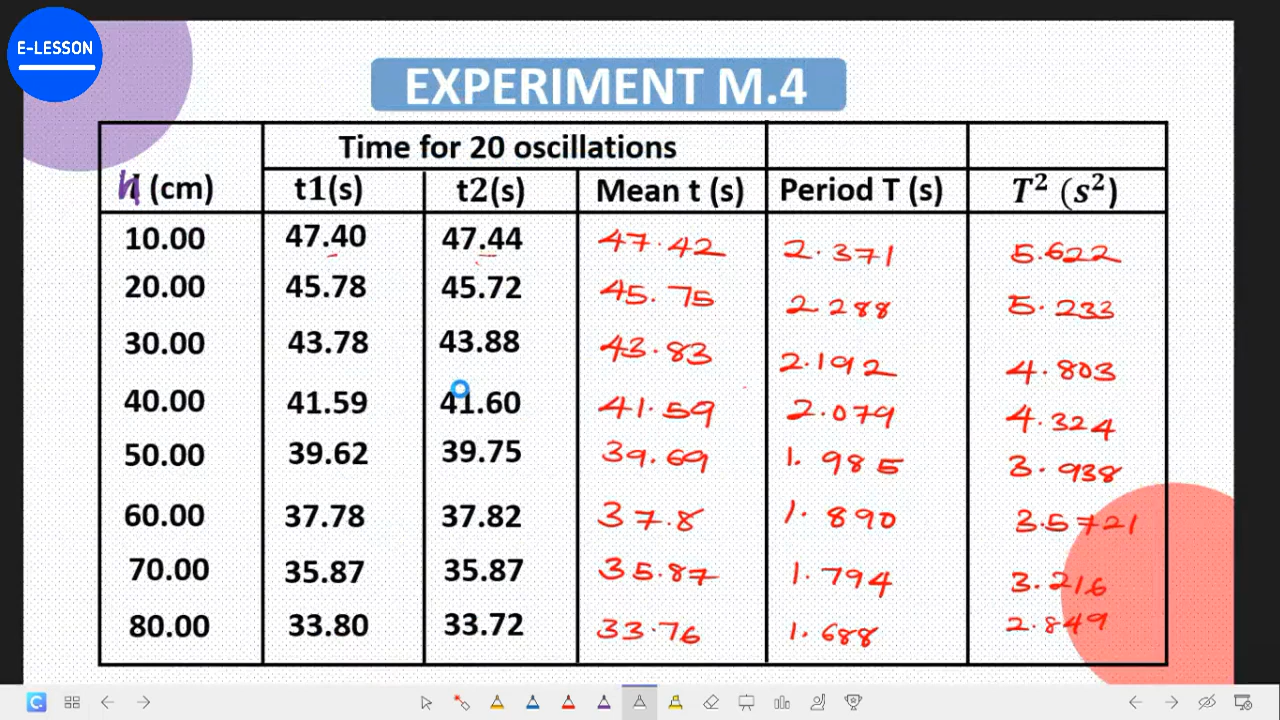 E-LESSON
EXPERIMENT M.4
Time for 20 oscillations
h (cm) t1(s) t2(s) Mean t (s) Period T (s) T² (s²)
10.00 47.40 47.44 47.42 2.371 5.622
20.00 45.78 45.72 45.75 2.288 5.233
30.00 43.78 43.88 43.83 2.192 4.803
40.00 41.59 41.60 41.59 2.079 4.324
50.00 39.62 39.75 39.69 1.985 3.938
60.00 37.78 37.82 37.8 1.890 3.5721
70.00 35.87 35.87 35.87 1.794 3.216
80.00 33.80 33.72 33.76 1.688 2.849